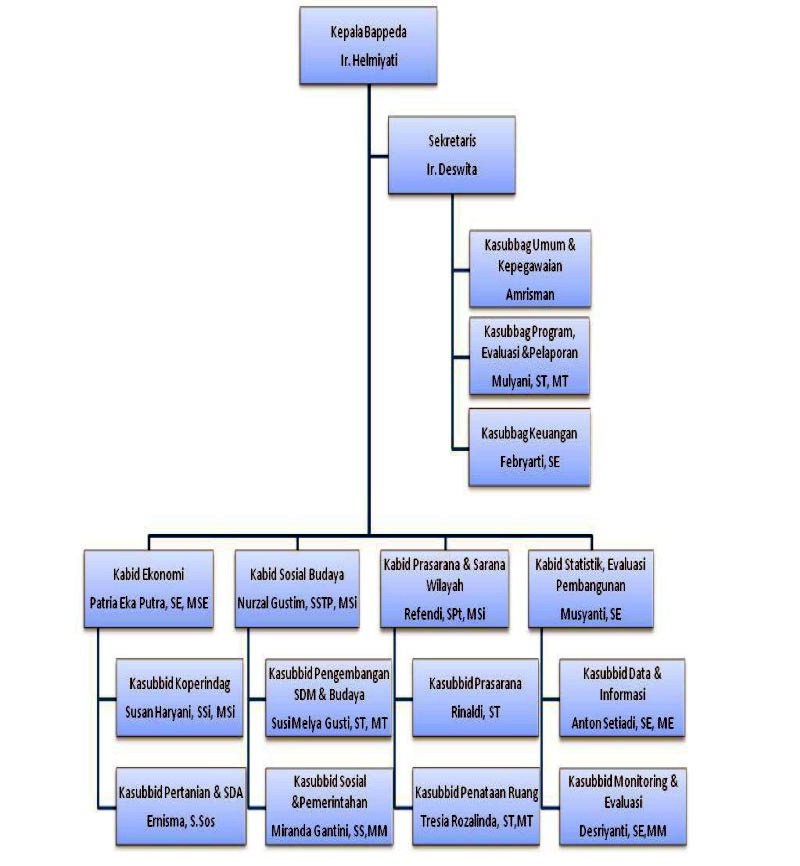 Kepala Bappeda
Ir. Helmiyati
Sekretaris
Ir. Deswita
Kasubbag Umum &
Kepegawaian
Amrisman
Kasubbag Program,
Evaluasi &Pelaporan
Mulyani, ST, MT
Kasubbag Keuangan
Febryarti, SE
Kabid Ekonomi
Patria Eka Putra, SE, MSE
Kabid Sosial Budaya
Nurzal Gustim, SSTP, MSi
Kabid Prasarana & Sarana
Wilayah
Refendi, SPt, MSi
Kabid Statistik, Evaluasi
Pembangunan
Musyanti, SE
Kasubbid Koperindag
Susan Haryani, SSi, MSi
Kasubbid Pengembangan
SDM & Budaya
Susi Melya Gusti, ST, MT
Kasubbid Prasarana
Rinaldi, ST
Kasubbid Data &
Informasi
Anton Setiadi, SE, ME
Kasubbid Pertanian & SDA
Ernisma, S.Sos
Kasubbid Sosial
&Pemerintahan
Miranda Gantini, SS,MM
Kasubbid Penataan Ruang
Tresia Rozalinda, ST,MT
Kasubbid Monitoring &
Evaluasi
Desriyanti, SE,MM